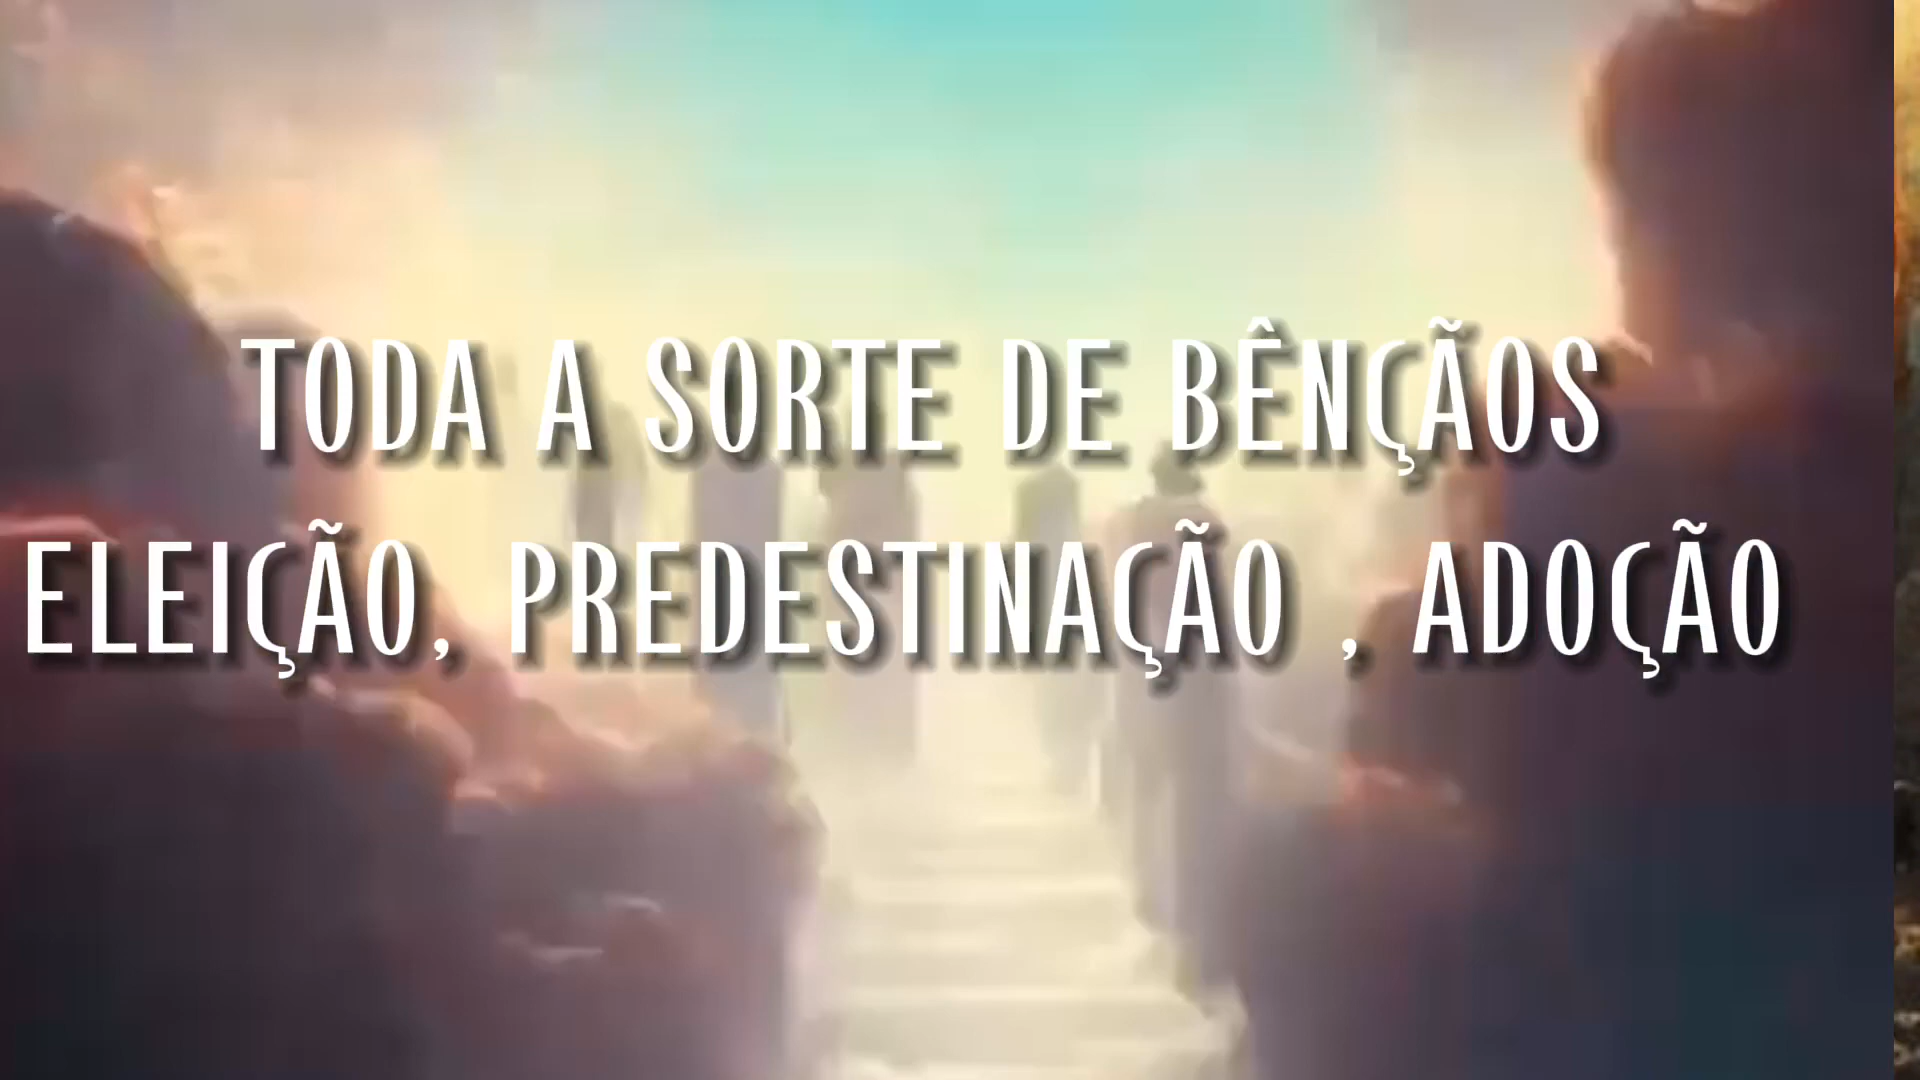 TODA A SORTE DE BÊNÇÃOS
ELEIÇÃO, PREDESTINAÇÃO , ADOÇÃO